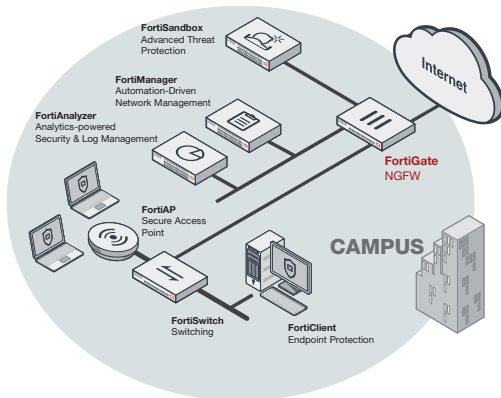 FortiSandbox
Advanced Threat
Protection
FortiManager
Automation-Driven
Network Management
FortiAnalyzer
Analytics-powered
Security & Log Management
Internet
FortiGate
NGFW
FortiAP
Secure Access
Point
CAMPUS
FortiSwitch
Switching
FortiClient
Endpoint Protection